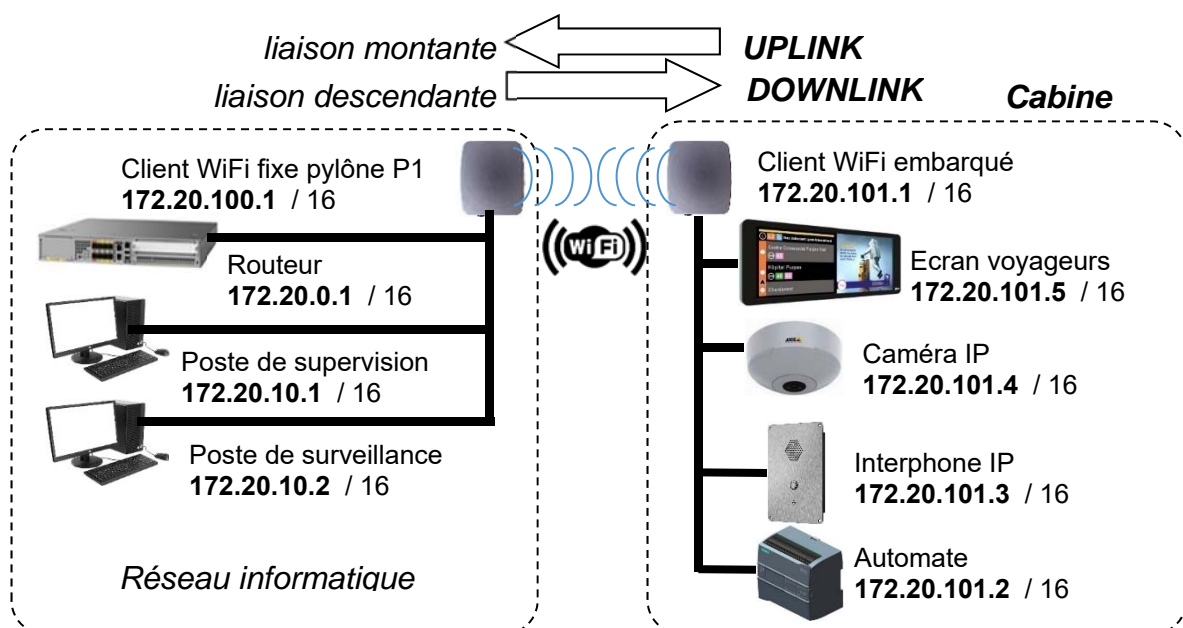 liaison montante
UPLINK
liaison descendante
DOWNLINK
Cabine
Client WiFi fixe pylône P1
172.20.100.1 / 16
Routeur
172.20.0.1 / 16
Poste de supervision
172.20.10.1 / 16
Poste de surveillance
172.20.10.2 / 16
Réseau informatique
WiFi
Client WiFi embarqué
172.20.101.1 / 16
Ecran voyageurs
172.20.101.5 / 16
Caméra IP
172.20.101.4 / 16
Interphone IP
172.20.101.3 / 16
Automate
172.20.101.2 / 16